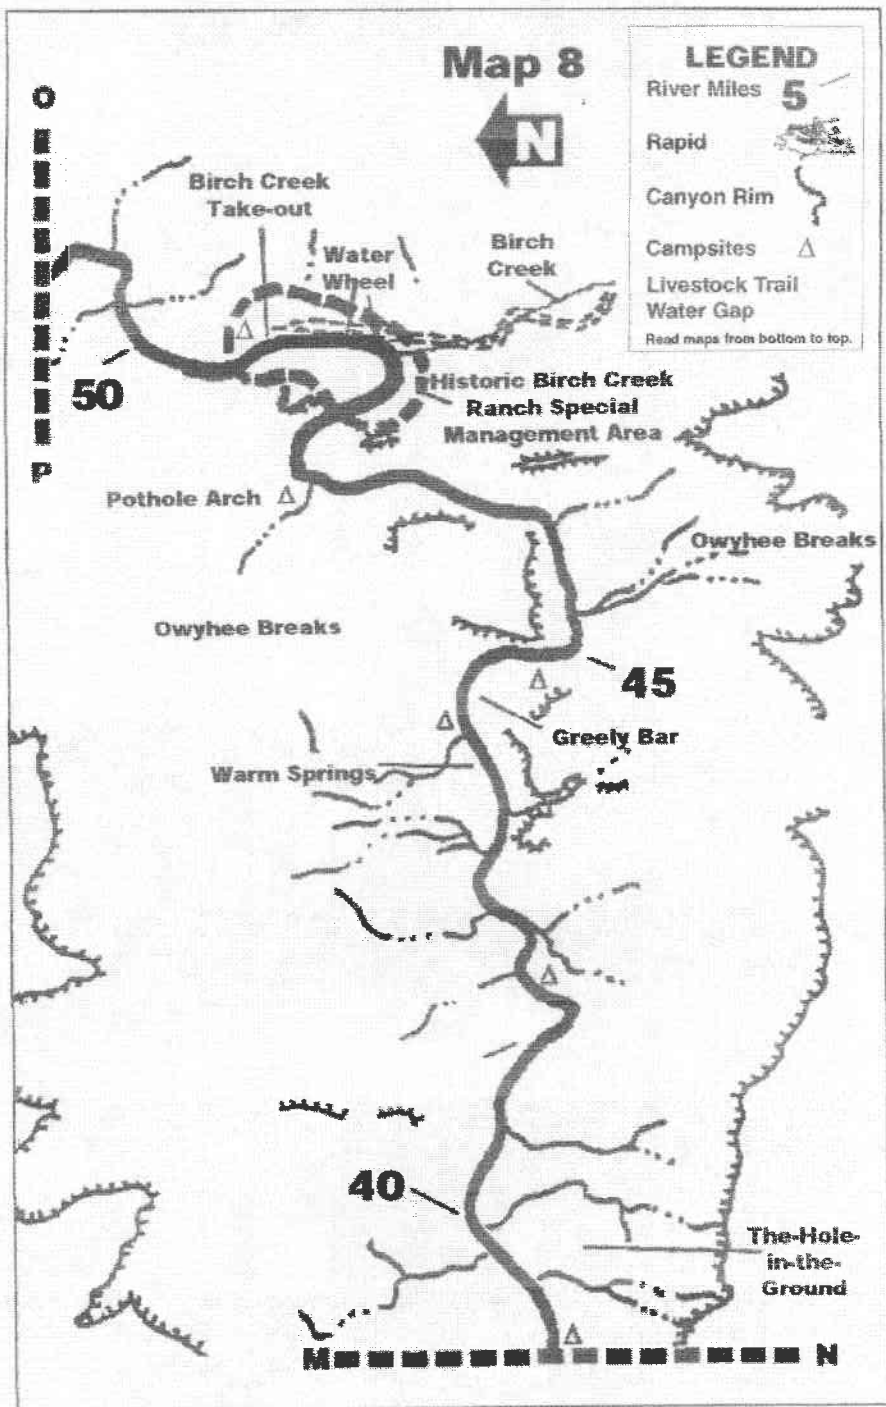 Map 8
N
LEGEND
River Miles 5
Rapid
Canyon Rim
Campsites Δ
Livestock Trail
Water Gap
Read maps from bottom to top.
O
P
Birch Creek
Take-out
Water
Wheel
Birch
Creek
50
Historic Birch Creek
Ranch Special
Management Area
Pothole Arch
Owyhee Breaks
Owyhee Breaks
45
Greely Bar
Warm Springs
40
The-Hole-
in-the-
Ground
M
N